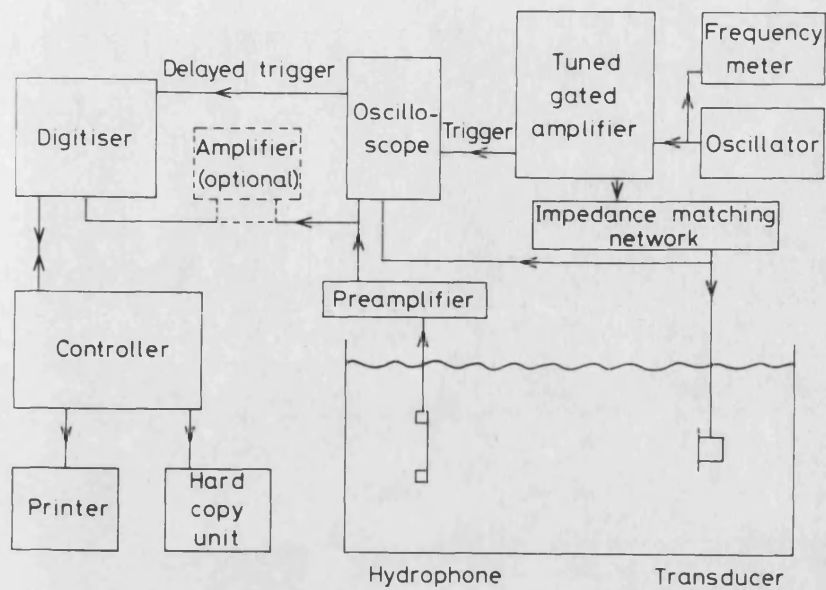 Frequency
meter
Tuned
gated
amplifier
Delayed trigger
Oscillo-
scope
Digitiser
Amplifier
(optional)
Trigger
Oscillator
Impedance matching
network
Preamplifier
Controller
Printer
Hard
copy
unit
Hydrophone
Transducer